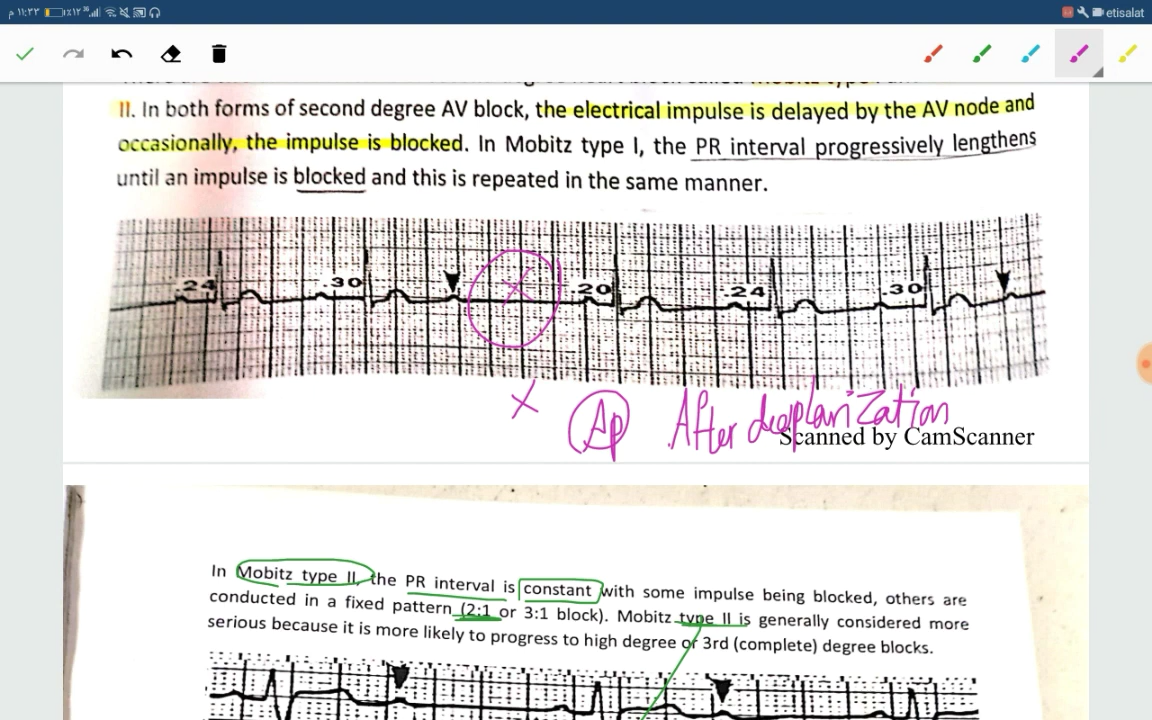 م ١١:٣٣
etisalat
II. In both forms of second degree AV block, the electrical impulse is delayed by the AV node and
occasionally, the impulse is blocked. In Mobitz type I, the PR interval progressively lengthens
until an impulse is blocked and this is repeated in the same manner.
.24 .30 .20 .24 .30
X
X Ap After
Scanned by CamScanner
In Mobitz type II, the PR interval is constant with some impulse being blocked, others are
conducted in a fixed pattern (2:1 or 3:1 block). Mobitz type II is generally considered more
serious because it is more likely to progress to high degree or 3rd (complete) degree blocks.